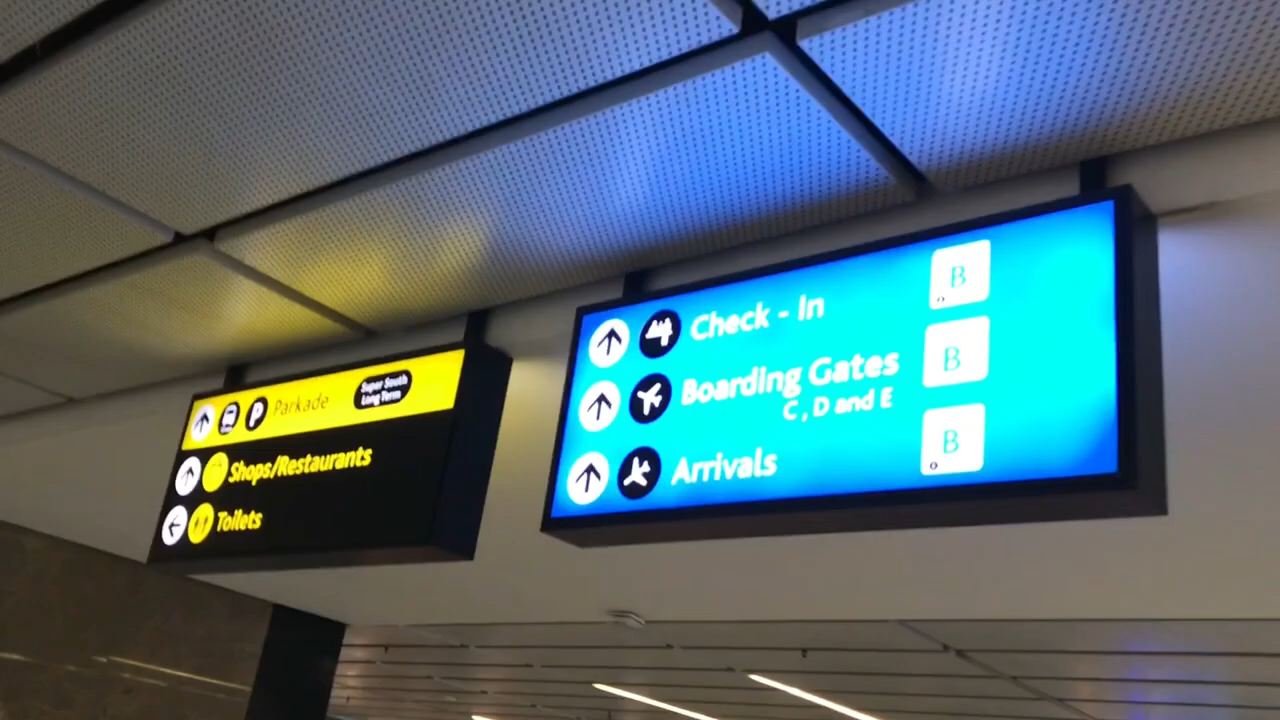 P Parkade Super South
Long Term
Shops/Restaurants
Toilets
Check - In B
Boarding Gates B
C, D and E
Arrivals B